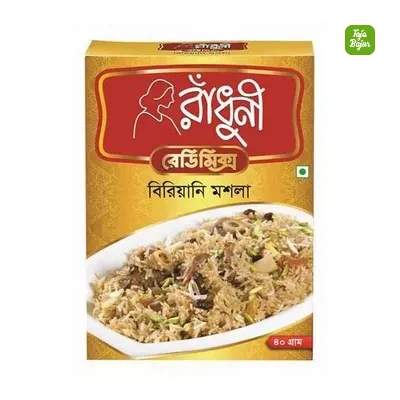 Taja
Bajar
রাঁধুনী
রাঁধুনী
রেডিমিক্স
বিরিয়ানি মশলা
৪০ গ্রাম